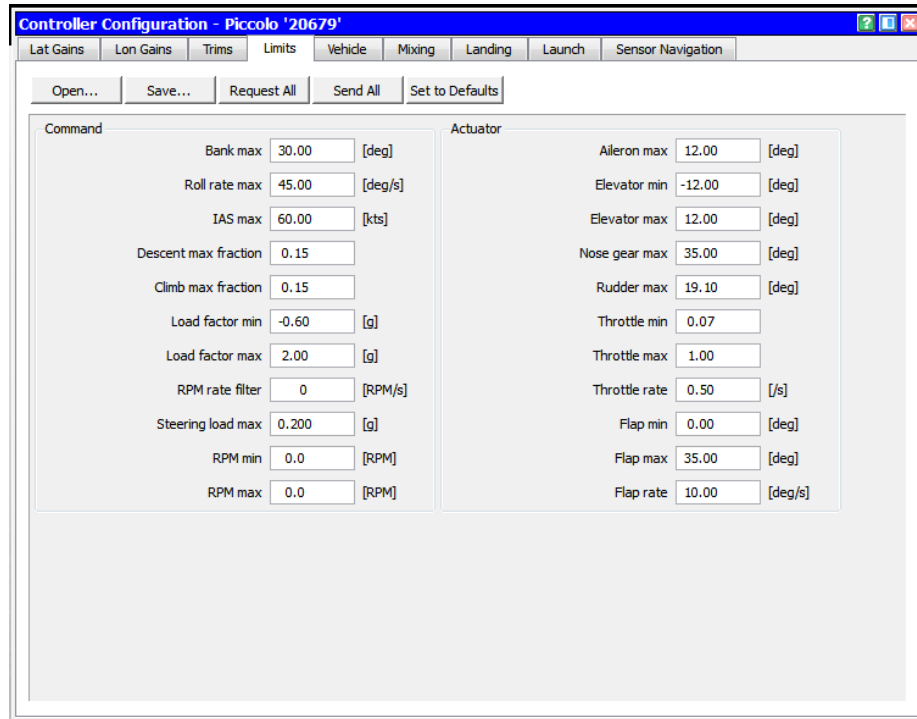 Controller Configuration - Piccolo '20679'
Lat Gains Lon Gains Trims Limits Vehicle Mixing Landing Launch Sensor Navigation
Open... Save... Request All Send All Set to Defaults
Command
Bank max 30.00 [deg]
Roll rate max 45.00 [deg/s]
IAS max 60.00 [kts]
Descent max fraction 0.15
Climb max fraction 0.15
Load factor min -0.60 [g]
Load factor max 2.00 [g]
RPM rate filter 0 [RPM/s]
Steering load max 0.200 [g]
RPM min 0.0 [RPM]
RPM max 0.0 [RPM]
Actuator
Aileron max 12.00 [deg]
Elevator min -12.00 [deg]
Elevator max 12.00 [deg]
Nose gear max 35.00 [deg]
Rudder max 19.10 [deg]
Throttle min 0.07
Throttle max 1.00
Throttle rate 0.50 [/s]
Flap min 0.00 [deg]
Flap max 35.00 [deg]
Flap rate 10.00 [deg/s]